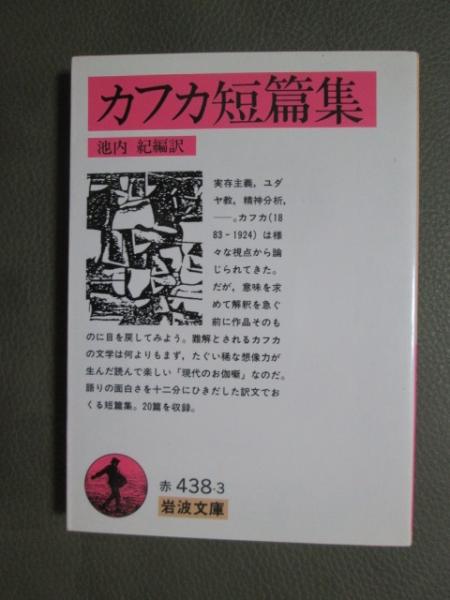 カフカ短篇集
池内 紀編訳
実存主義，ユダ
ヤ教，精神分析，
──。カフカ(18
83-1924)は様
々な視点から論
じられてきた。
だが，意味を求
めて解釈を急ぐ
前に作品そのも
のに目を戻してみよう。難解とされるカフカ
の文学は何よりもまず，たぐい稀な想像力が
生んだ読んで楽しい「現代のお伽噺」なのだ。
語りの面白さを十二分にひきだした訳文でお
くる短篇集。20篇を収録。
赤 438-3
岩波文庫